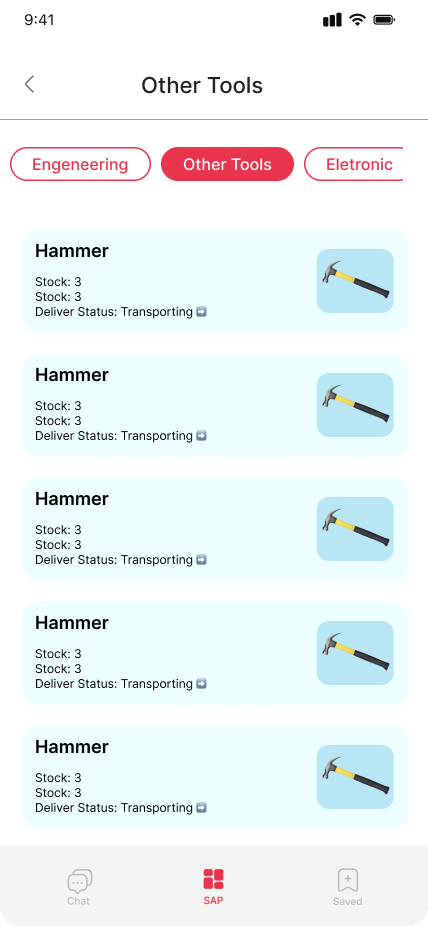 9:41
Other Tools
Engeneering
Other Tools
Eletronic
Hammer
Stock: 3
Stock: 3
Deliver Status: Transporting ➡️
Hammer
Stock: 3
Stock: 3
Deliver Status: Transporting ➡️
Hammer
Stock: 3
Stock: 3
Deliver Status: Transporting ➡️
Hammer
Stock: 3
Stock: 3
Deliver Status: Transporting ➡️
Hammer
Stock: 3
Stock: 3
Deliver Status: Transporting ➡️
Chat
SAP
Saved